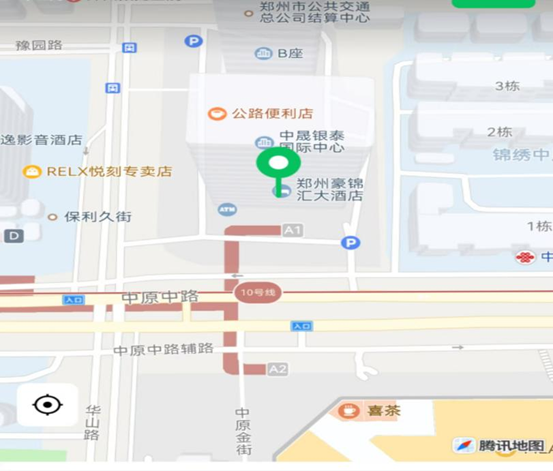 郑州市公共交通
总公司结算中心
豫园路
P
B座
3栋
公路便利店
2栋
中晟银泰
国际中心
逸影音酒店
锦绣中
RELX悦刻专卖店
郑州豪锦
汇大酒店
ATM
保利久街
1栋
A1
D
P
中
入口
中原中路
10号线
入口
中原中路辅路
A2
华山路
中原金街
喜茶
腾讯地图